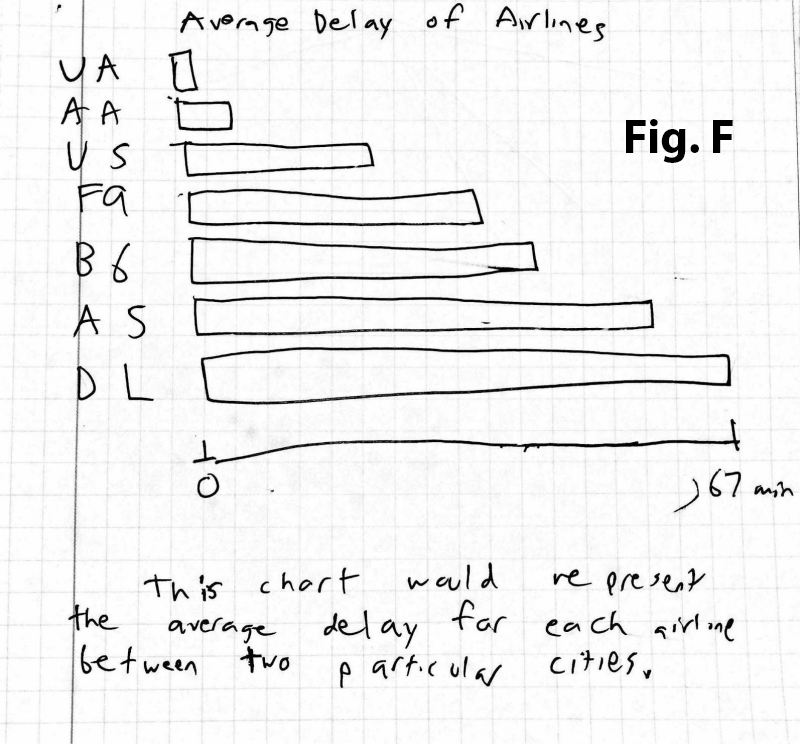 Average Delay of Airlines
UA
AA
Fig. F
US
F9
B6
AS
DL
0
67 min
This chart would represent
the average delay for each airline
between two particular cities.